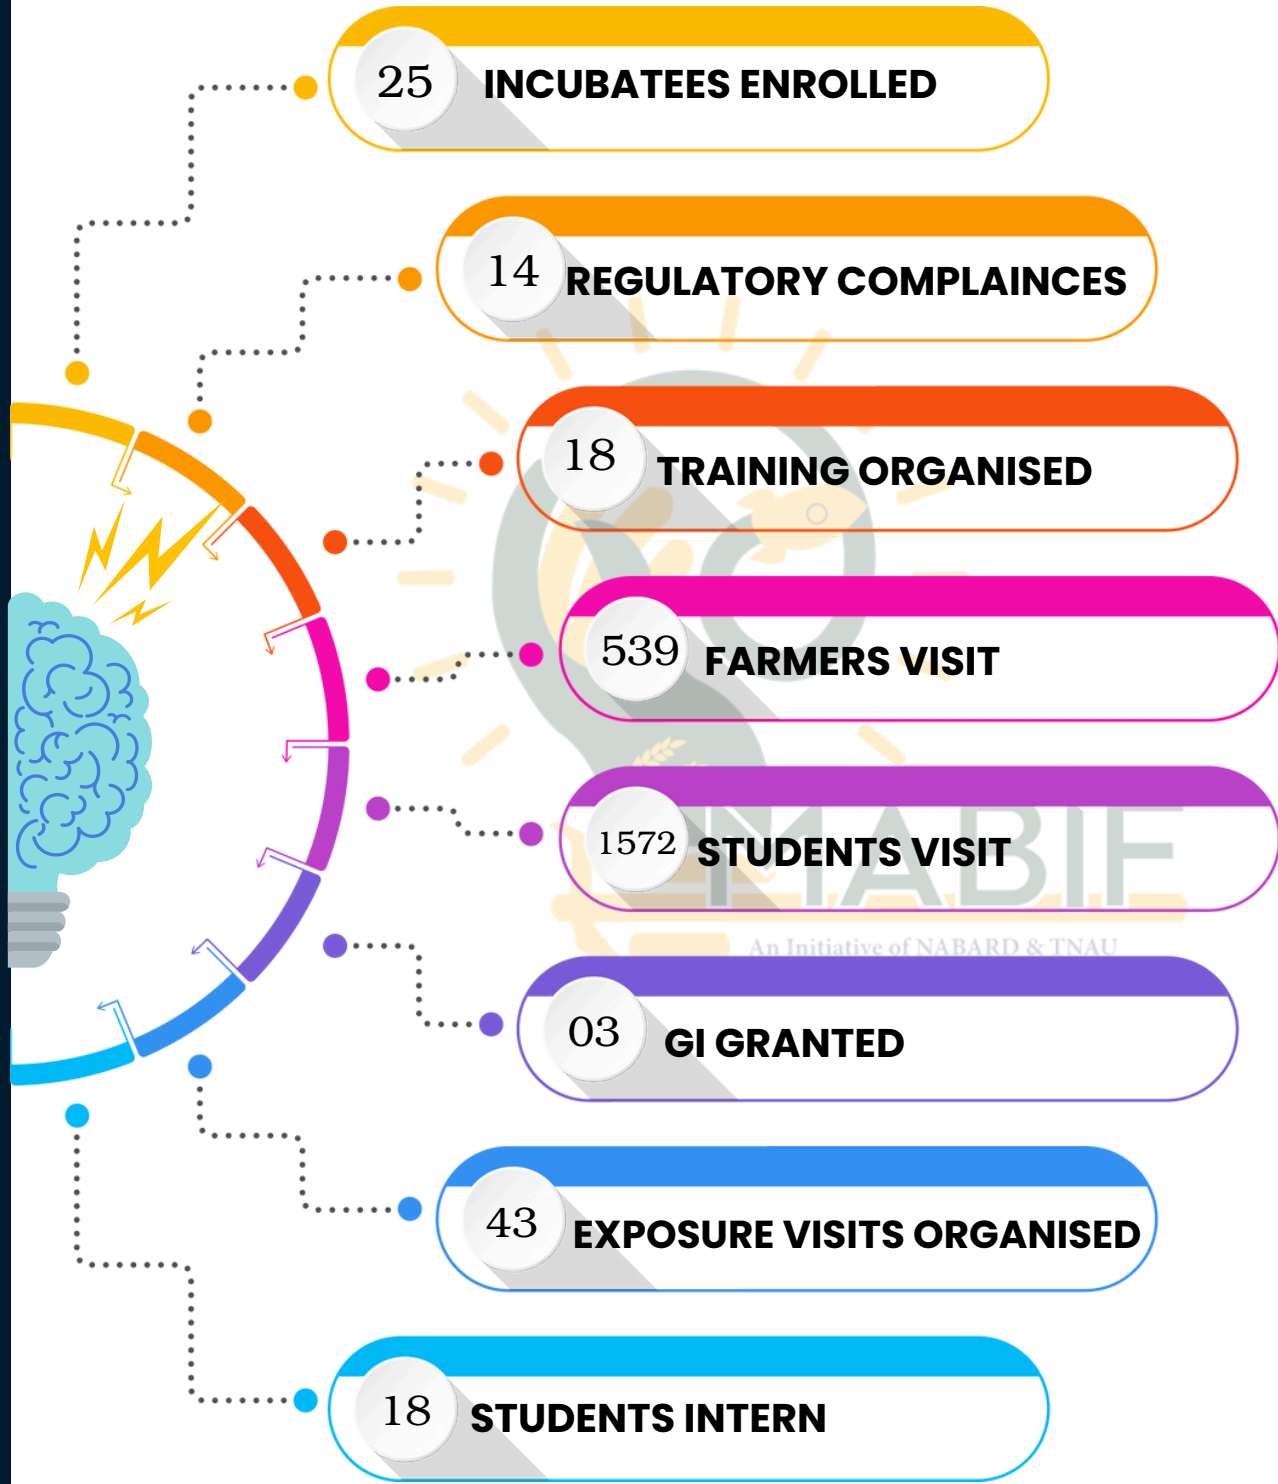 25 INCUBATEES ENROLLED
14 REGULATORY COMPLAINCES
18 TRAINING ORGANISED
539 FARMERS VISIT
1572 STUDENTS VISIT
MABIF
An Initiative of NABARD & TNAU
03 GI GRANTED
43 EXPOSURE VISITS ORGANISED
18 STUDENTS INTERN